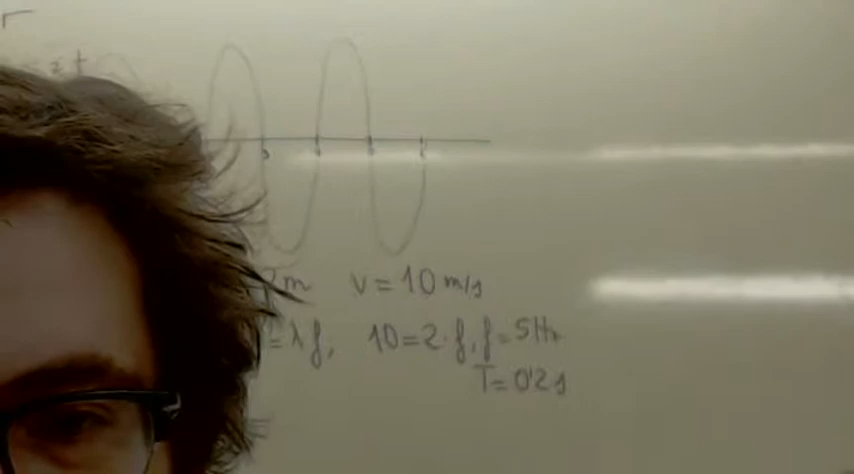 m v = 10 m/s
= λ f, 10 = 2 · f, f = 5 Hz
T = 0'2 s